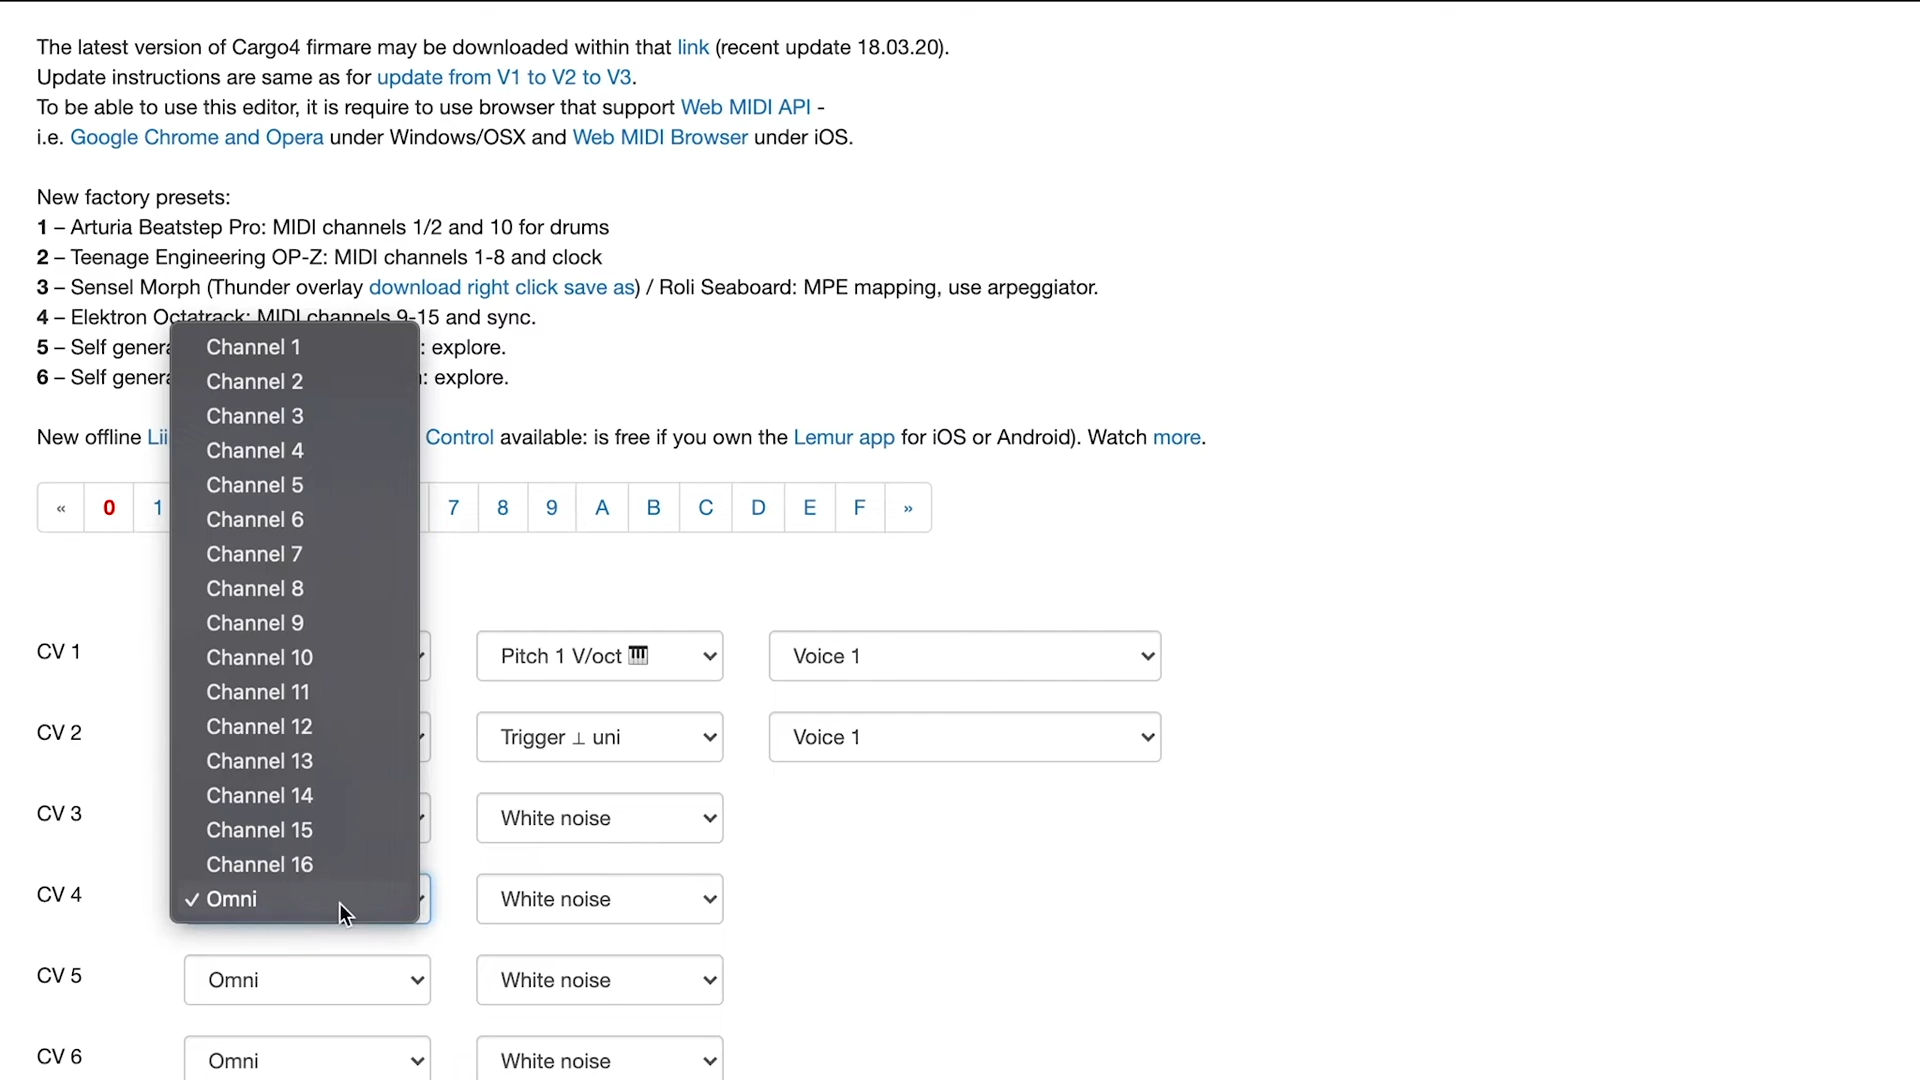 The latest version of Cargo4 firmare may be downloaded within that link (recent update 18.03.20).
Update instructions are same as for update from V1 to V2 to V3.
To be able to use this editor, it is require to use browser that support Web MIDI API -
i.e. Google Chrome and Opera under Windows/OSX and Web MIDI Browser under iOS.
New factory presets:
1 – Arturia Beatstep Pro: MIDI channels 1/2 and 10 for drums
2 – Teenage Engineering OP-Z: MIDI channels 1-8 and clock
3 – Sensel Morph (Thunder overlay download right click save as) / Roli Seaboard: MPE mapping, use arpeggiator.
4 – Elektron Octatrack: MIDI channels 9-15 and sync.
5 – Self genera : explore.
6 – Self genera : explore.
New offline Lii Control available: is free if you own the Lemur app for iOS or Android). Watch more.
« 0 1 7 8 9 A B C D E F »
Channel 1
Channel 2
Channel 3
Channel 4
Channel 5
Channel 6
Channel 7
Channel 8
Channel 9
Channel 10
Channel 11
Channel 12
Channel 13
Channel 14
Channel 15
Channel 16
✓ Omni
CV 1 Pitch 1 V/oct 🎹 Voice 1
CV 2 Trigger ⊥ uni Voice 1
CV 3 White noise
CV 4 White noise
CV 5 Omni White noise
CV 6 Omni White noise